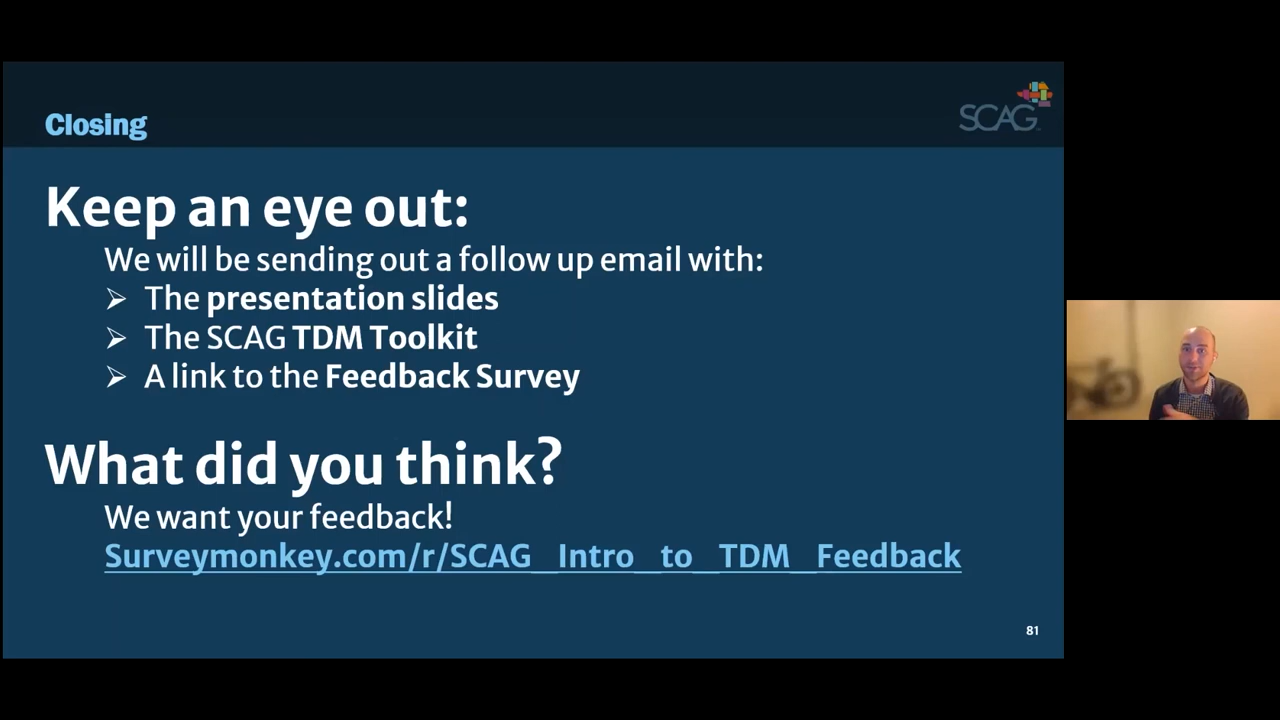 Closing
SCAG
Keep an eye out:
We will be sending out a follow up email with:
➢ The presentation slides
➢ The SCAG TDM Toolkit
➢ A link to the Feedback Survey
What did you think?
We want your feedback!
Surveymonkey.com/r/SCAG_Intro_to_TDM_Feedback
81